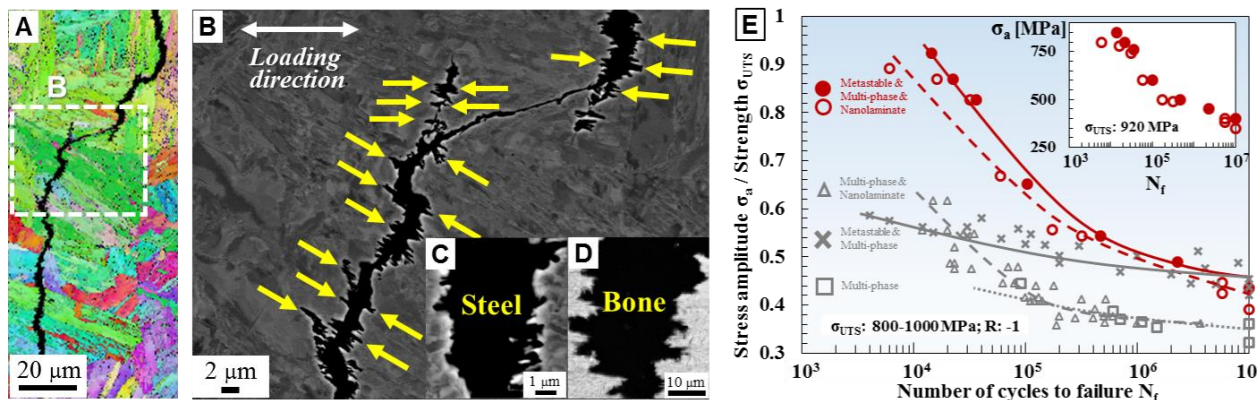 A
B
20 μm
B
Loading
direction
2 μm
C
Steel
1 μm
D
Bone
10 μm
E
Stress amplitude σa / Strength σUTS
1
0.9
0.8
0.7
0.6
0.5
0.4
0.3
Metastable &
Multi-phase &
Nanolaminate
Multi-phase &
Nanolaminate
Metastable &
Multi-phase
Multi-phase
σUTS: 800-1000 MPa; R: -1
10³
10⁴
10⁵
10⁶
10
Number of cycles to failure Nf
σa [MPa]
750
500
250
σUTS: 920 MPa
10³
10⁵
10⁷
Nf